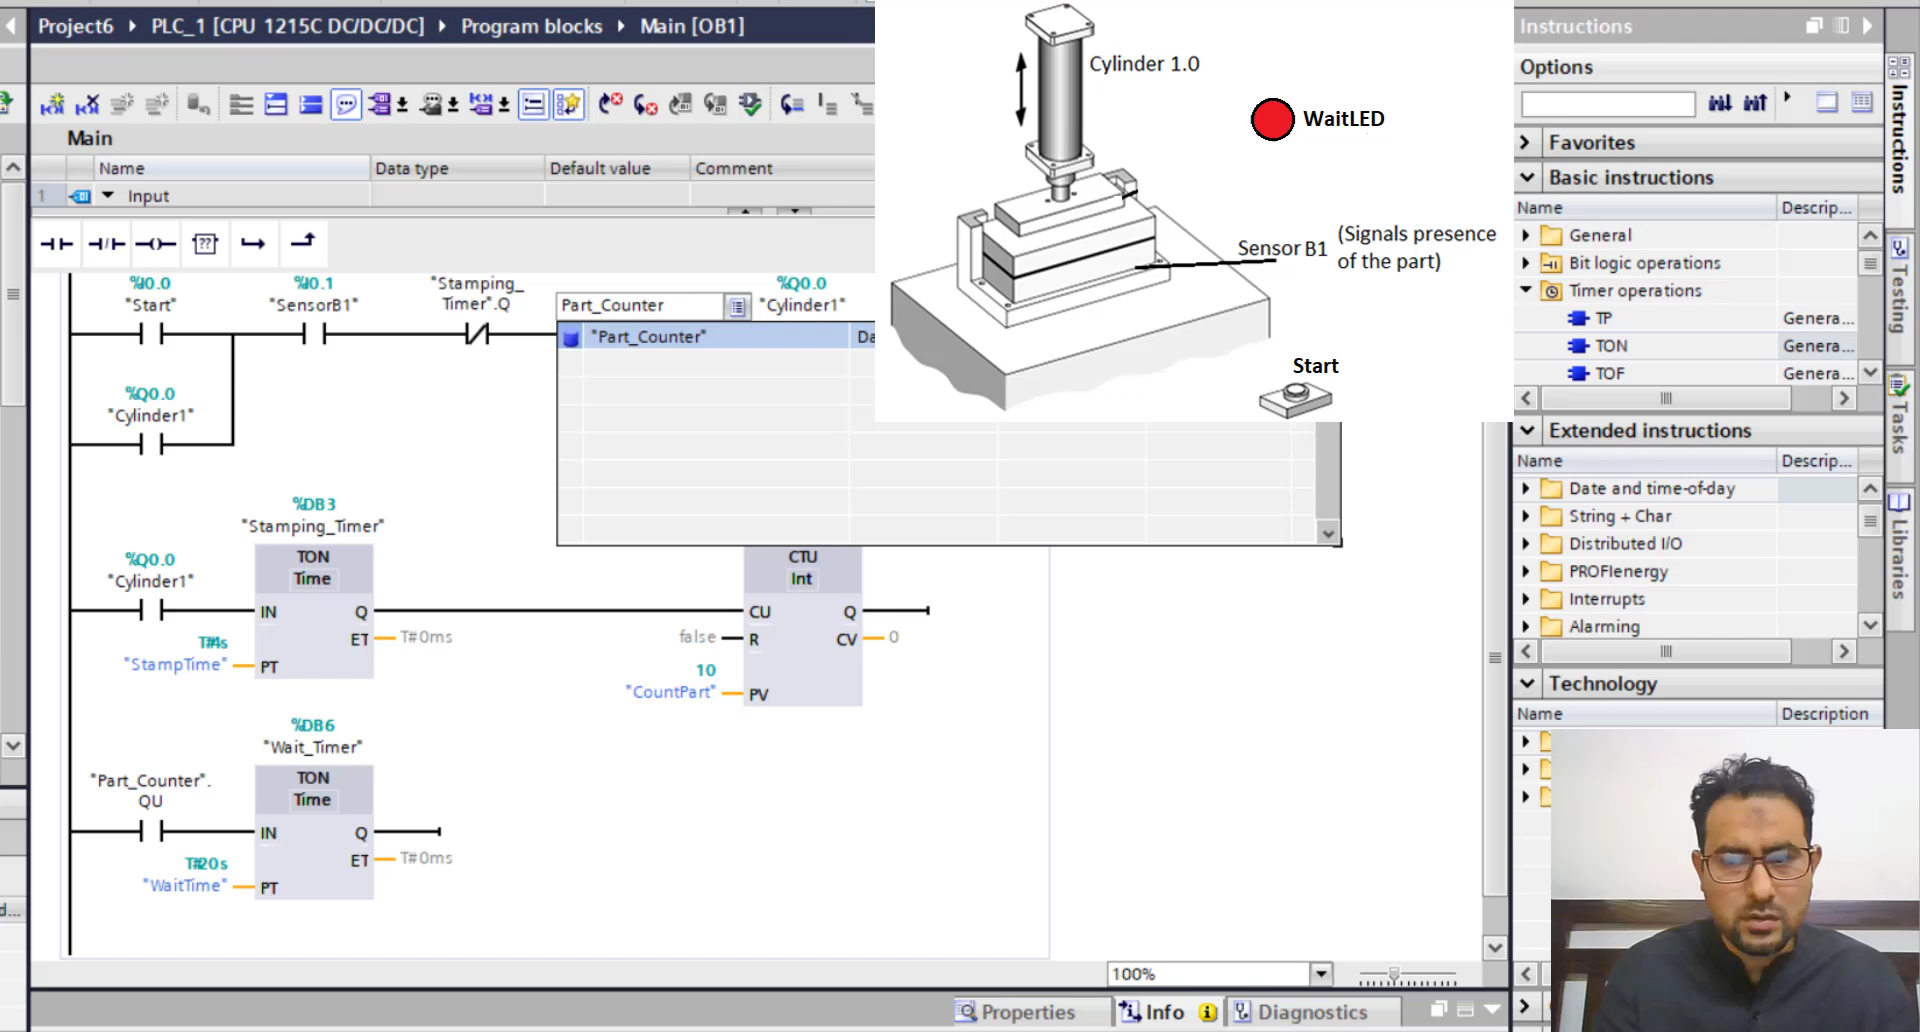 Project6 PLC_1 [CPU 1215C DC/DC/DC] Program blocks Main [OB1]
Main
Name Data type Default value Comment
1 Input
??
%I0.0
"Start"
%I0.1
"SensorB1"
"Stamping_
Timer".Q
Part_Counter
%Q0.0
"Cylinder1"
"Part_Counter" Da
%Q0.0
"Cylinder1"
%DB3
"Stamping_Timer"
TON
Time
%Q0.0
"Cylinder1"
IN Q
ET T#0ms
T#4s
"StampTime" PT
CTU
Int
CU Q
false R CV 0
10
"CountPart" PV
%DB6
"Wait_Timer"
TON
Time
"Part_Counter".
QU
IN Q
ET T#0ms
T#20s
"WaitTime" PT
100%
Properties Info Diagnostics
Cylinder 1.0
WaitLED
Sensor B1
(Signals presence
of the part)
Start
Instructions
Options
Favorites
Basic instructions
Name Descrip...
General
Bit logic operations
Timer operations
TP Genera...
TON Genera...
TOF Genera...
Extended instructions
Name Descrip...
Date and time-of-day
String + Char
Distributed I/O
PROFIenergy
Interrupts
Alarming
Technology
Name Description
Instructions
Testing
Tasks
Libraries
d...